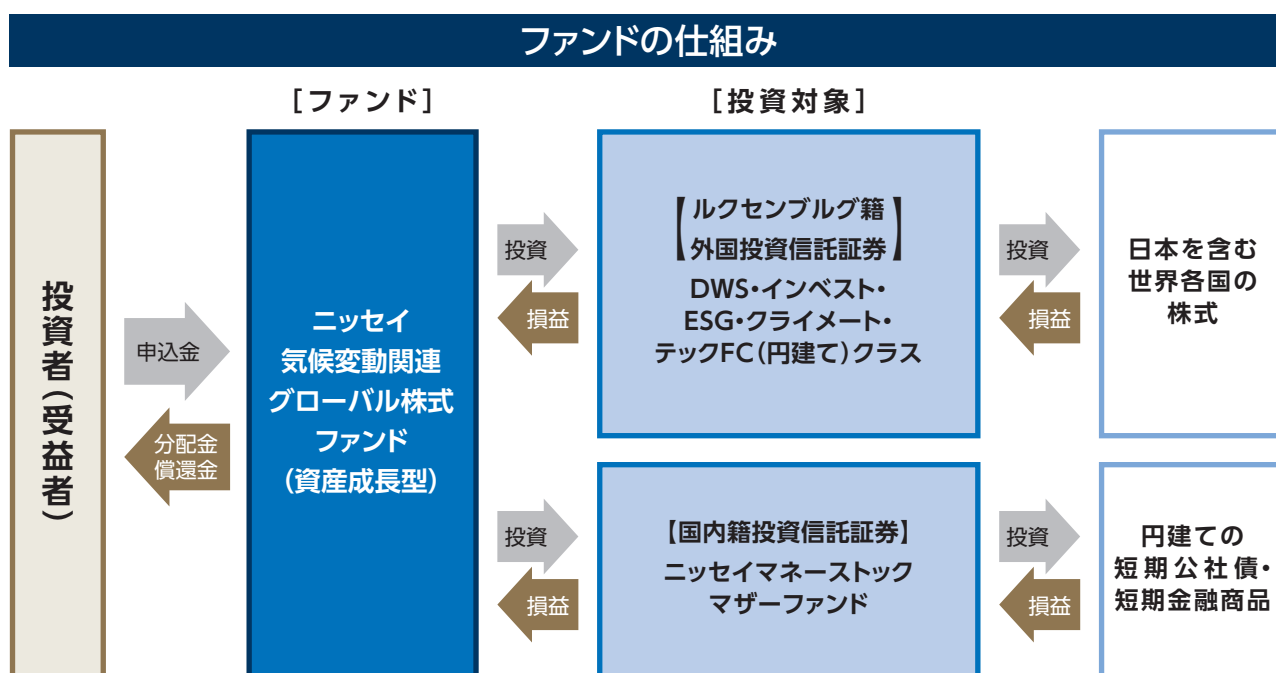 ファンドの仕組み
［ファンド］
［投資対象］
投資者（受益者）
申込金
分配金
償還金
ニッセイ
気候変動関連
グローバル株式
ファンド
（資産成長型）
投資
損益
【ルクセンブルグ籍
外国投資信託証券】
DWS・インベスト・
ESG・クライメート・
テックFC（円建て）クラス
投資
損益
日本を含む
世界各国の
株式
投資
損益
【国内籍投資信託証券】
ニッセイマネーストック
マザーファンド
投資
損益
円建ての
短期公社債・
短期金融商品